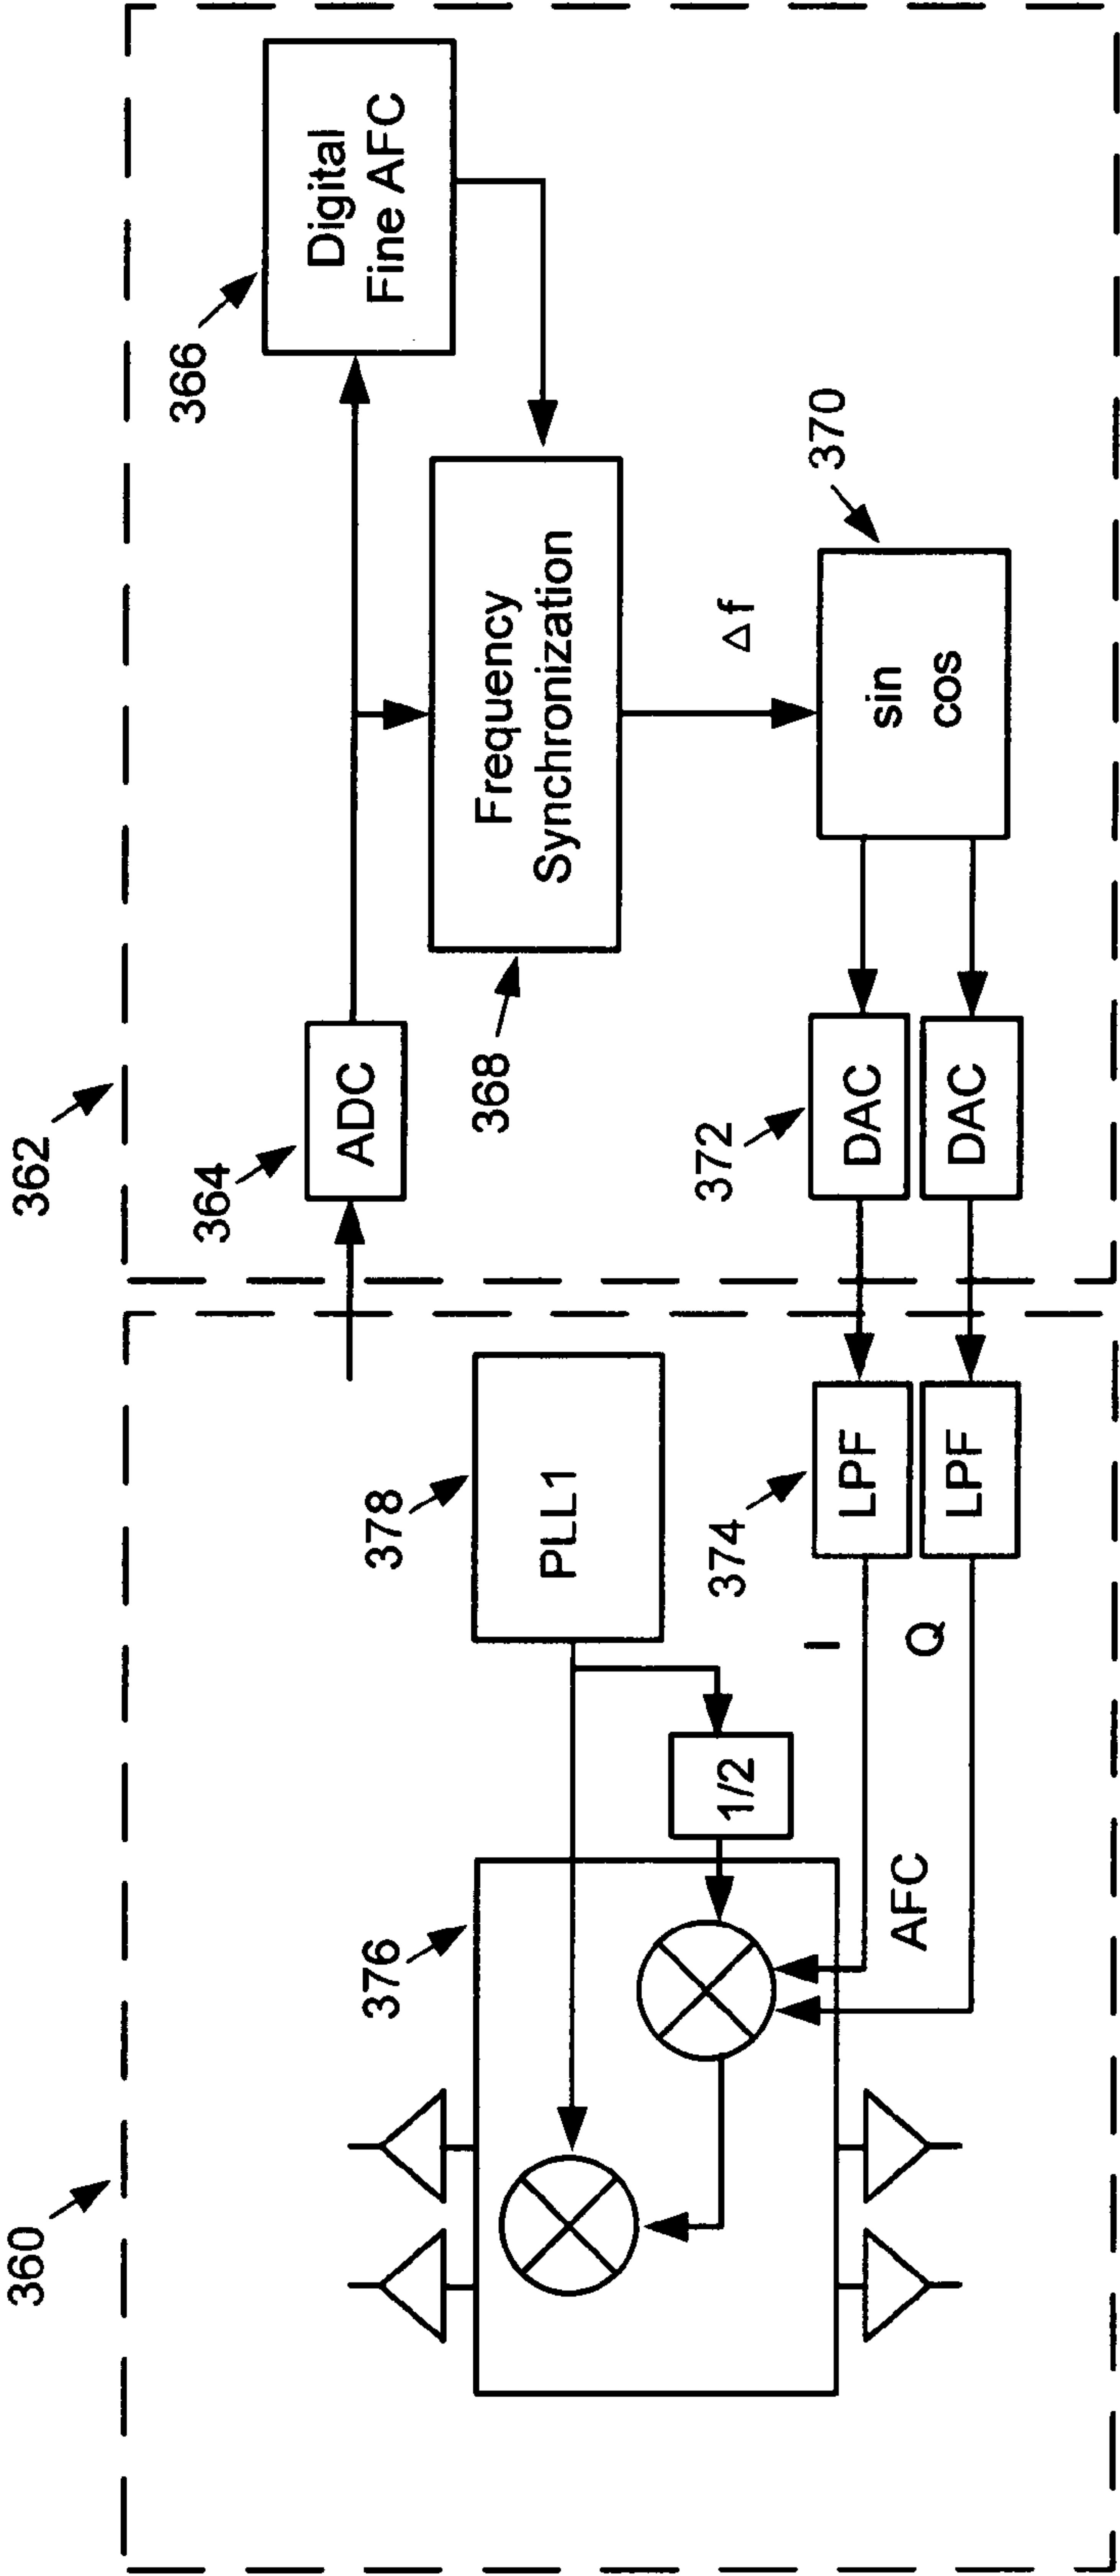 360
362
376
378
364
366
368
370
372
374
PLL1
1/2
ADC
Digital
Fine AFC
Frequency
Synchronization
Δf
sin
cos
I
LPF
DAC
AFC
Q
LPF
DAC